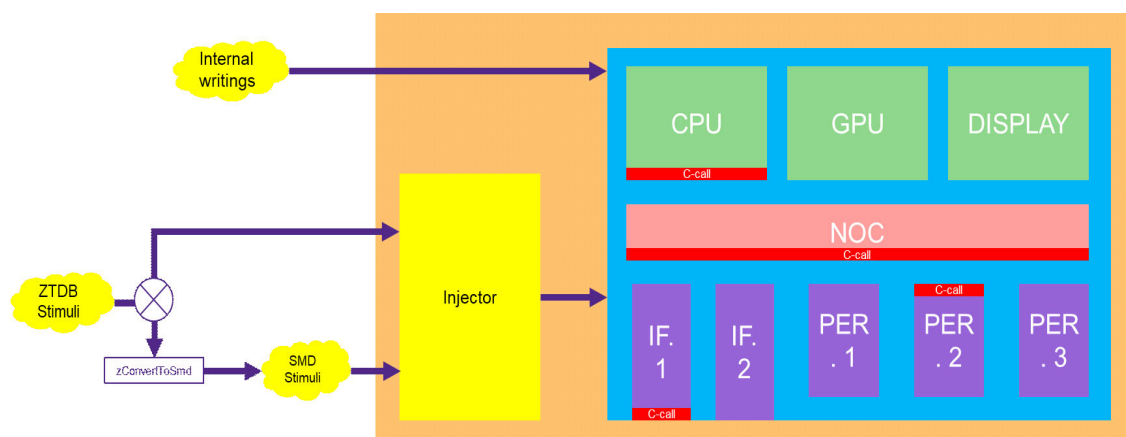 Internal
writings
CPU
GPU
DISPLAY
C-call
NOC
C-call
ZTDB
Stimuli
Injector
zConvertToSmd
SMD
Stimuli
IF.
1
C-call
IF.
2
PER
. 1
C-call
PER
. 2
PER
. 3